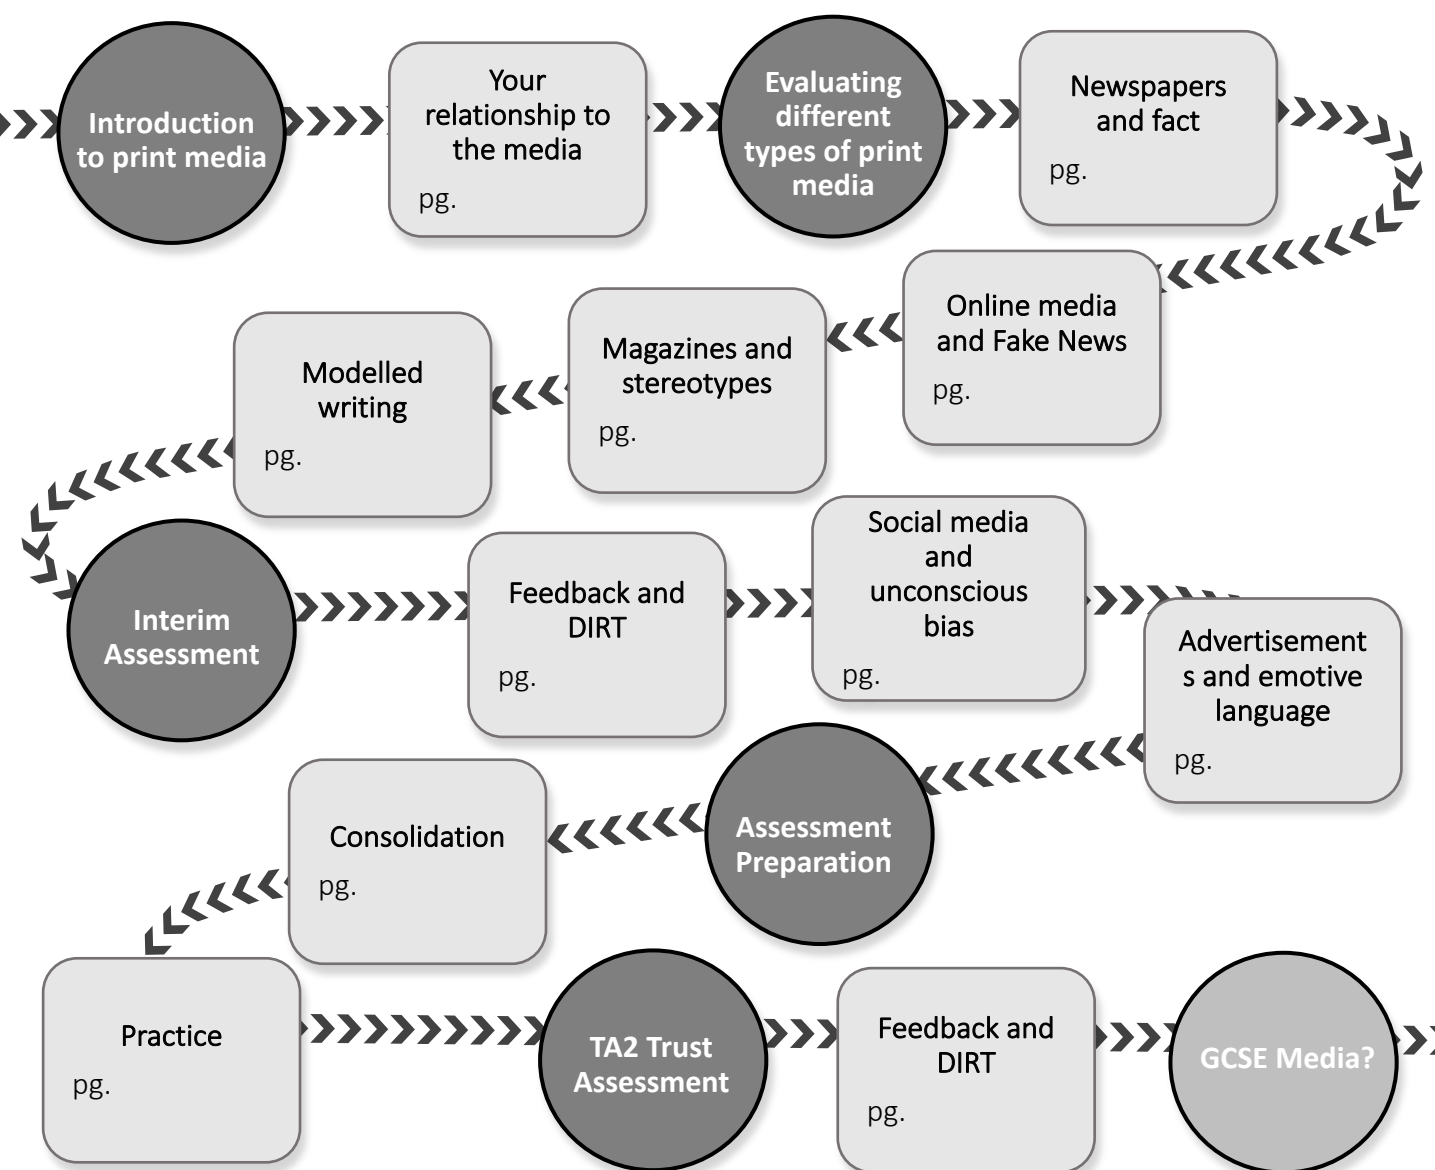 Introduction
to print media
Your
relationship to
the media
pg.
Evaluating
different
types of print
media
Newspapers
and fact
pg.
Online media
and Fake News
pg.
Magazines and
stereotypes
pg.
Modelled
writing
pg.
Interim
Assessment
Feedback and
DIRT
pg.
Social media
and
unconscious
bias
pg.
Advertisement
s and emotive
language
pg.
Assessment
Preparation
Consolidation
pg.
Practice
pg.
TA2 Trust
Assessment
Feedback and
DIRT
pg.
GCSE Media?